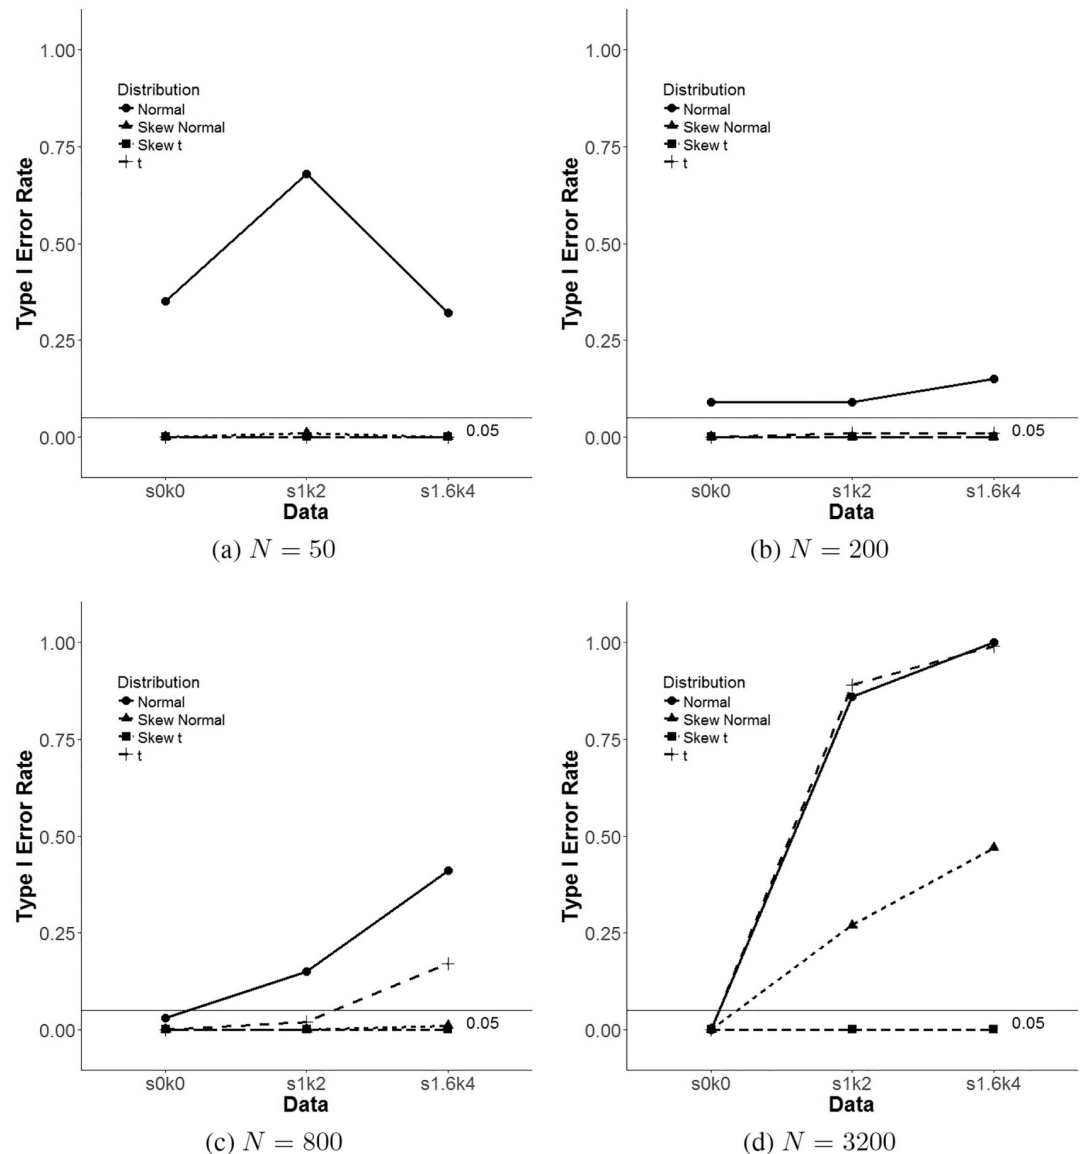 1.00
Distribution
Normal
Skew Normal
Skew t
t
0.75
0.50
0.25
0.00
0.05
Type I Error Rate
s0k0 s1k2 s1.6k4
Data
(a) N = 50
1.00
Distribution
Normal
Skew Normal
Skew t
t
0.75
0.50
0.25
0.00
0.05
Type I Error Rate
s0k0 s1k2 s1.6k4
Data
(b) N = 200
1.00
Distribution
Normal
Skew Normal
Skew t
t
0.75
0.50
0.25
0.00
0.05
Type I Error Rate
s0k0 s1k2 s1.6k4
Data
(c) N = 800
1.00
Distribution
Normal
Skew Normal
Skew t
t
0.75
0.50
0.25
0.00
0.05
Type I Error Rate
s0k0 s1k2 s1.6k4
Data
(d) N = 3200